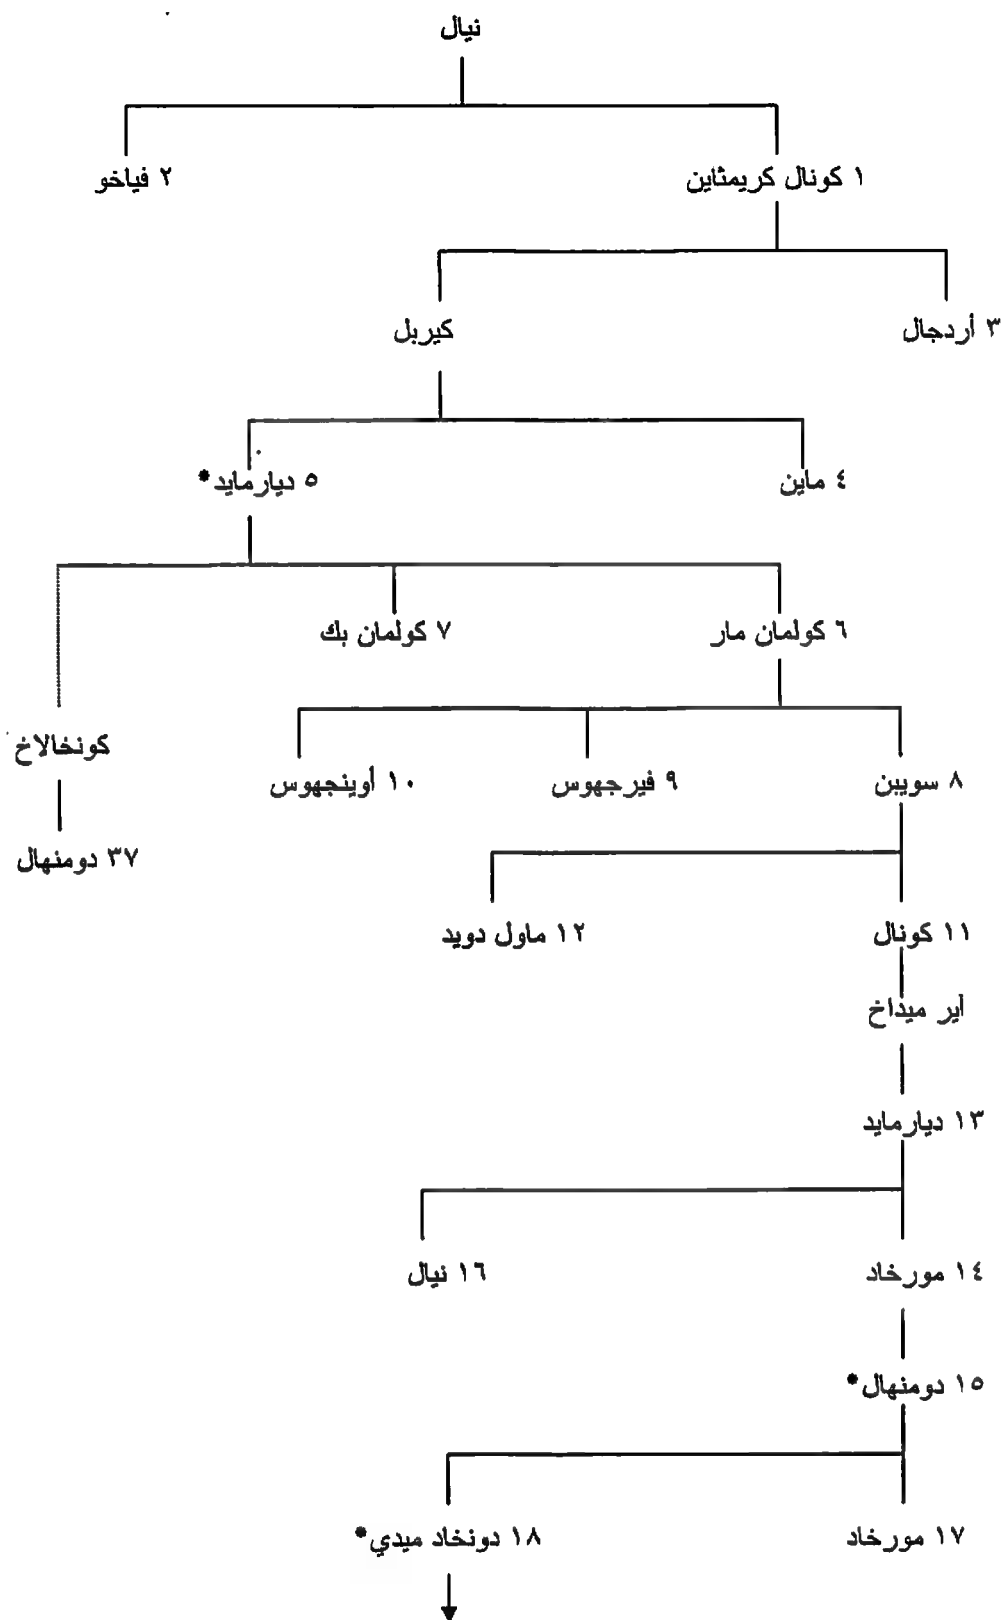 نيال
١ كونال كريمثاين
٢ فياخو
٣ أردجال
كيربل
٤ ماين
٥ ديارمايد*
٦ كولمان مار
٧ كولمان بك
كونخالاخ
٨ سويبن
٩ فيرجهوس
١٠ أوينجهوس
٣٧ دومنهال
١١ كونال
١٢ ماول دويد
أير ميداخ
١٣ ديارمايد
١٤ مورخاد
١٦ نيال
١٥ دومنهال*
١٧ مورخاد
١٨ دونخاد ميدي*